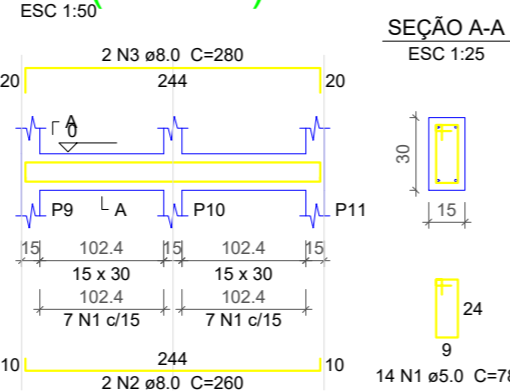 ESC 1:50
SEÇÃO A-A
ESC 1:25
2 N3 ø8.0 C=280
20 244 20
A
0
30
15
P9 A P10 P11
15 102.4 15 102.4 15
15 x 30 15 x 30
102.4 102.4
7 N1 c/15 7 N1 c/15
24
9
10 244 10
2 N2 ø8.0 C=260
14 N1 ø5.0 C=78